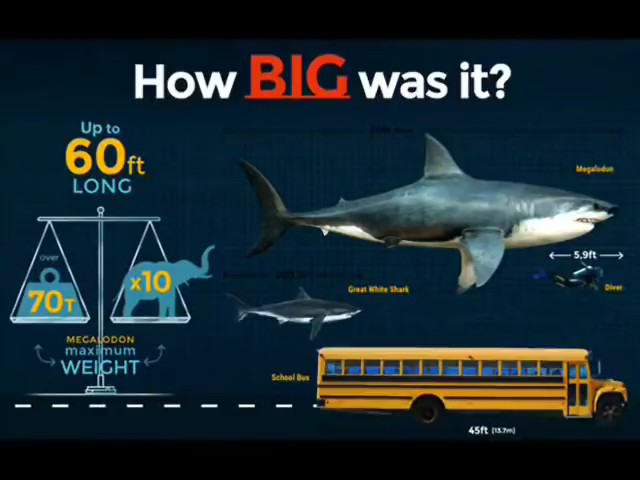 How BIG was it?
Up to
60ft
LONG
over
70T
x10
MEGALODON
maximum
WEIGHT
Megalodon
5,9ft
Diver
Great White Shark
School Bus
45ft (13.7m)